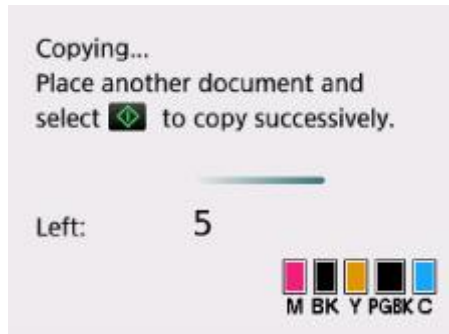 Copying...
Place another document and
select to copy successively.
Left: 5
M BK Y PGBK C